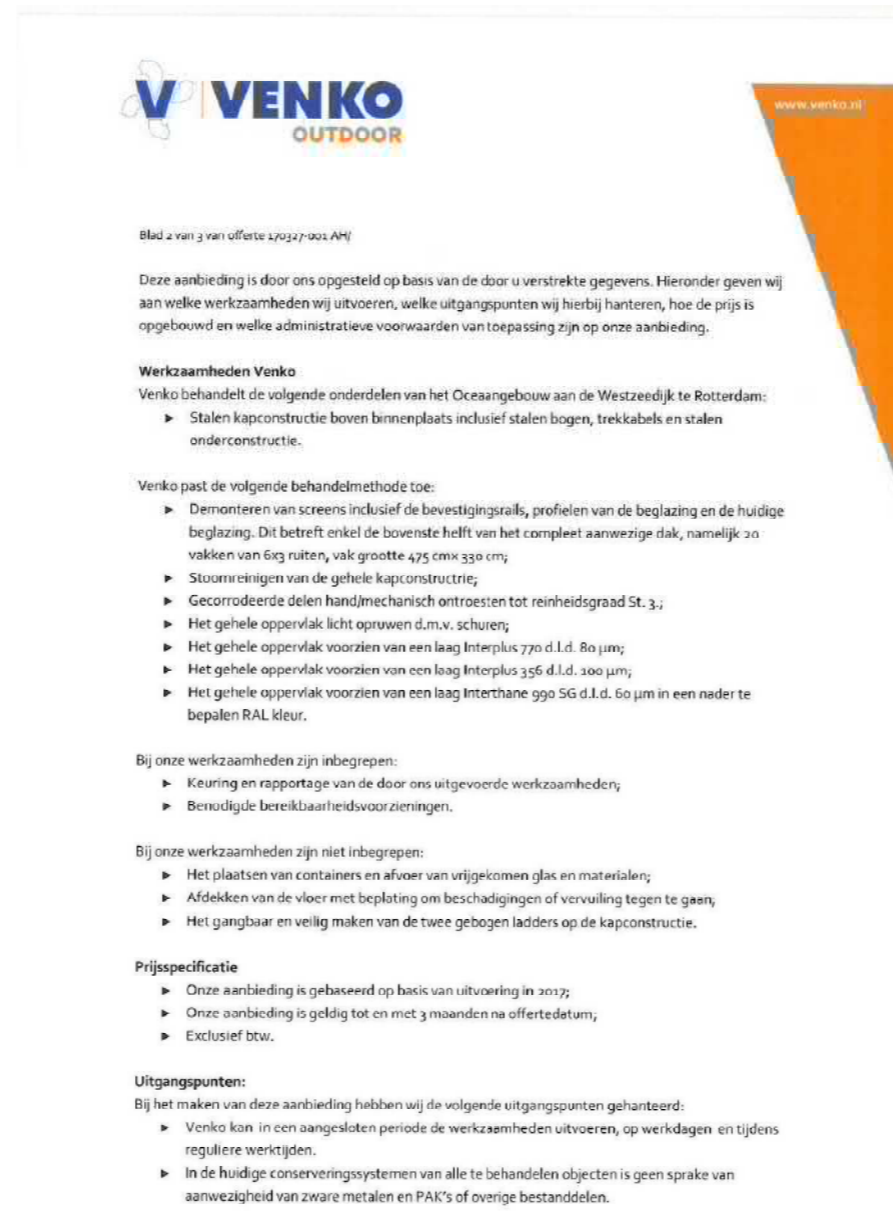 V VENKO
OUTDOOR
www.venko.nl
Blad 2 van 3 van offerte 170327-001 AH/
Deze aanbieding is door ons opgesteld op basis van de door u verstrekte gegevens. Hieronder geven wij
aan welke werkzaamheden wij uitvoeren, welke uitgangspunten wij hierbij hanteren, hoe de prijs is
opgebouwd en welke administratieve voorwaarden van toepassing zijn op onze aanbieding.
Werkzaamheden Venko
Venko behandelt de volgende onderdelen van het Oceaangebouw aan de Westzeedijk te Rotterdam:
► Stalen kapconstructie boven binnenplaats inclusief stalen bogen, trekkabels en stalen
onderconstructie.
Venko past de volgende behandelmethode toe:
► Demonteren van screens inclusief de bevestigingsrails, profielen van de beglazing en de huidige
beglazing. Dit betreft enkel de bovenste helft van het compleet aanwezige dak, namelijk 20
vakken van 6x3 ruiten, vak grootte 475 cmx 330 cm;
► Stoomreinigen van de gehele kapconstructrie;
► Gecorrodeerde delen hand/mechanisch ontroesten tot reinheidsgraad St. 3.;
► Het gehele oppervlak licht opruwen d.m.v. schuren;
► Het gehele oppervlak voorzien van een laag Interplus 770 d.l.d. 80 µm;
► Het gehele oppervlak voorzien van een laag Interplus 356 d.l.d. 100 µm;
► Het gehele oppervlak voorzien van een laag Interthane 990 SG d.l.d. 60 µm in een nader te
bepalen RAL kleur.
Bij onze werkzaamheden zijn inbegrepen:
► Keuring en rapportage van de door ons uitgevoerde werkzaamheden;
► Benodigde bereikbaarheidsvoorzieningen.
Bij onze werkzaamheden zijn niet inbegrepen:
► Het plaatsen van containers en afvoer van vrijgekomen glas en materialen;
► Afdekken van de vloer met beplating om beschadigingen of vervuiling tegen te gaan;
► Het gangbaar en veilig maken van de twee gebogen ladders op de kapconstructie.
Prijsspecificatie
► Onze aanbieding is gebaseerd op basis van uitvoering in 2017;
► Onze aanbieding is geldig tot en met 3 maanden na offertedatum;
► Exclusief btw.
Uitgangspunten:
Bij het maken van deze aanbieding hebben wij de volgende uitgangspunten gehanteerd:
► Venko kan in een aangesloten periode de werkzaamheden uitvoeren, op werkdagen en tijdens
reguliere werktijden.
► In de huidige conserveringssystemen van alle te behandelen objecten is geen sprake van
aanwezigheid van zware metalen en PAK's of overige bestanddelen.